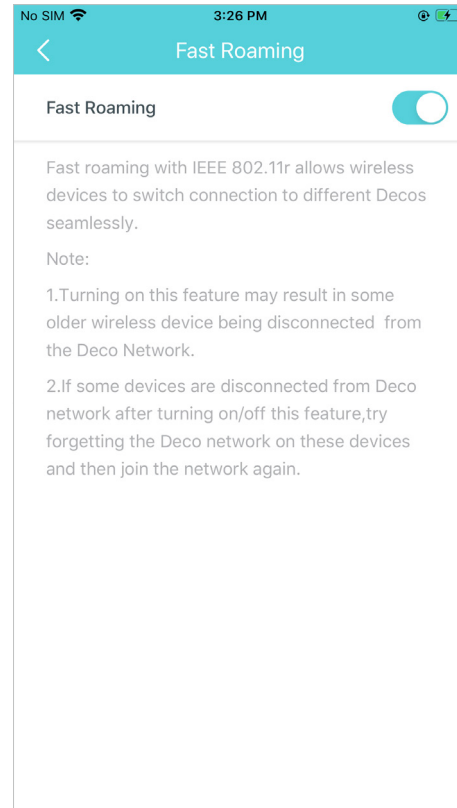 No SIM 3:26 PM
Fast Roaming
Fast Roaming
Fast roaming with IEEE 802.11r allows wireless
devices to switch connection to different Decos
seamlessly.
Note:
1.Turning on this feature may result in some
older wireless device being disconnected  from
the Deco Network.
2.If some devices are disconnected from Deco
network after turning on/off this feature,try
forgetting the Deco network on these devices
and then join the network again.